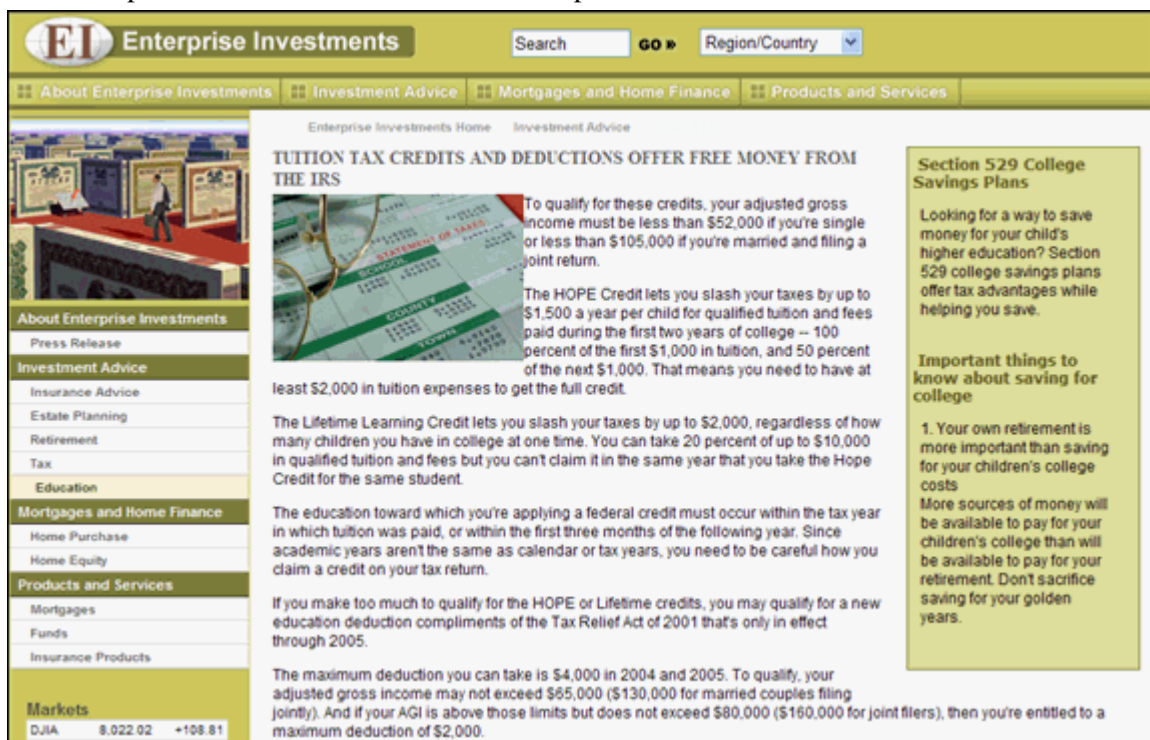 EI Enterprise Investments
Search
GO »
Region/Country
About Enterprise Investments
Investment Advice
Mortgages and Home Finance
Products and Services
Enterprise Investments Home Investment Advice
TUITION TAX CREDITS AND DEDUCTIONS OFFER FREE MONEY FROM
THE IRS
STATEMENT OF TAXES
SCHOOL
COUNTY
TOWN
To qualify for these credits, your adjusted gross
income must be less than $52,000 if you're single
or less than $105,000 if you're married and filing a
joint return.
The HOPE Credit lets you slash your taxes by up to
$1,500 a year per child for qualified tuition and fees
paid during the first two years of college -- 100
percent of the first $1,000 in tuition, and 50 percent
of the next $1,000. That means you need to have at
least $2,000 in tuition expenses to get the full credit.
The Lifetime Learning Credit lets you slash your taxes by up to $2,000, regardless of how
many children you have in college at one time. You can take 20 percent of up to $10,000
in qualified tuition and fees but you can't claim it in the same year that you take the Hope
Credit for the same student.
The education toward which you're applying a federal credit must occur within the tax year
in which tuition was paid, or within the first three months of the following year. Since
academic years aren't the same as calendar or tax years, you need to be careful how you
claim a credit on your tax return.
If you make too much to qualify for the HOPE or Lifetime credits, you may qualify for a new
education deduction compliments of the Tax Relief Act of 2001 that's only in effect
through 2005.
The maximum deduction you can take is $4,000 in 2004 and 2005. To qualify, your
adjusted gross income may not exceed $65,000 ($130,000 for married couples filing
jointly). And if your AGI is above those limits but does not exceed $80,000 ($160,000 for joint filers), then you're entitled to a
maximum deduction of $2,000.
Section 529 College
Savings Plans
Looking for a way to save
money for your child's
higher education? Section
529 college savings plans
offer tax advantages while
helping you save.
Important things to
know about saving for
college
1. Your own retirement is
more important than saving
for your children's college
costs
More sources of money will
be available to pay for your
children's college than will
be available to pay for your
retirement. Don't sacrifice
saving for your golden
years.
About Enterprise Investments
Press Release
Investment Advice
Insurance Advice
Estate Planning
Retirement
Tax
Education
Mortgages and Home Finance
Home Purchase
Home Equity
Products and Services
Mortgages
Funds
Insurance Products
Markets
DJIA 8,022.02 +108.81